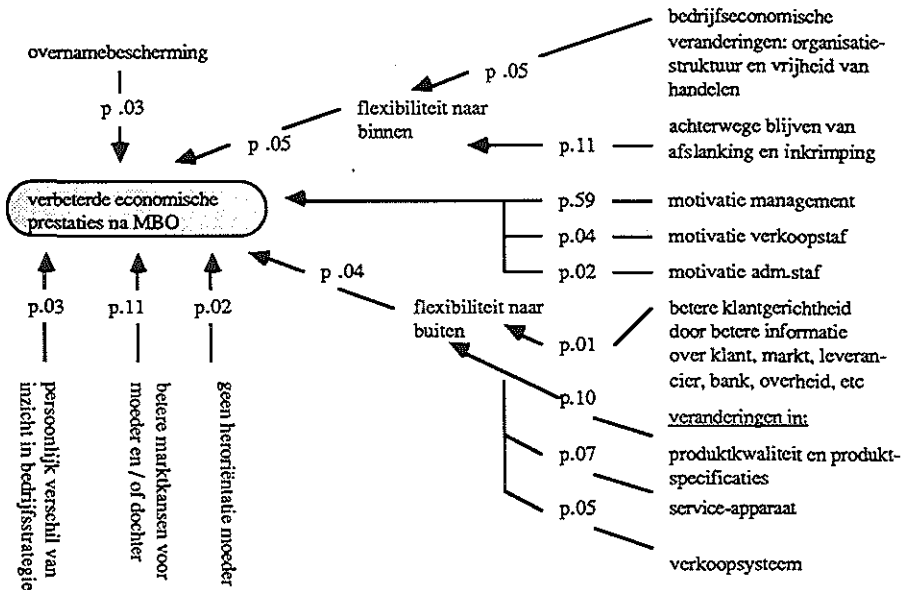 overnamebescherming
p .03
verbeterde economische
prestaties na MBO
p .05
flexibiliteit naar
binnen
p .05
bedrijfseconomische
veranderingen: organisatie-
struktuur en vrijheid van
handelen
p.11
achterwege blijven van
afslanking en inkrimping
p.59
motivatie management
p.04
motivatie verkoopstaf
p.02
motivatie adm.staf
p .04
flexibiliteit naar
buiten
p.01
betere klantgerichtheid
door betere informatie
over klant, markt, leveran-
cier, bank, overheid, etc
p.10
veranderingen in:
produktkwaliteit en produkt-
specificaties
p.07
service-apparaat
p.05
verkoopsysteem
p.03
persoonlijk verschil van
inzicht in bedrijfsstrategie
p.11
betere marktkansen voor
moeder en / of dochter
p.02
geen heroriëntatie moeder